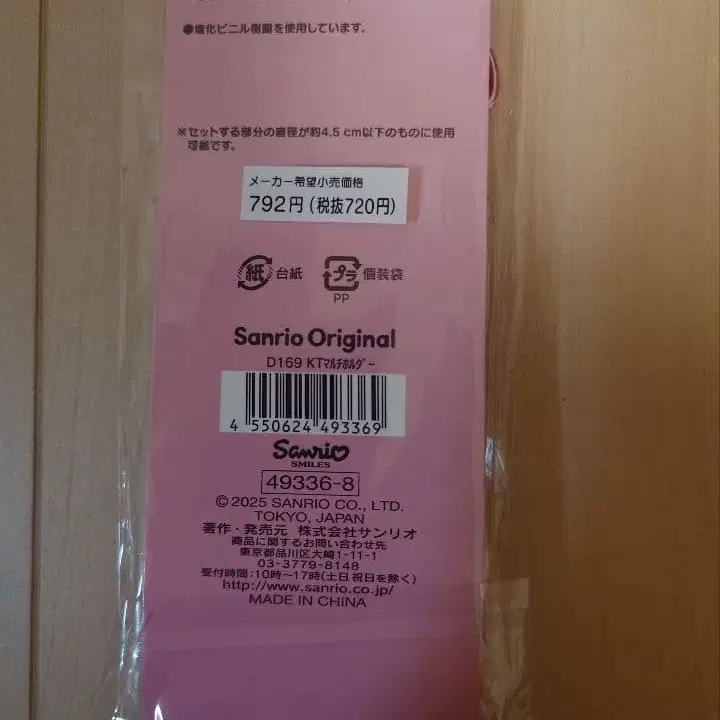 ●塩化ビニル樹脂を使用しています。
※セットする部分の直径が約4.5 cm以下のものに使用
可能です。
メーカー希望小売価格
792円(税抜720円)
紙 台紙
プラ 個装袋
PP
Sanrio Original
D169 KTマルチホルダー
4 550624 493369
Sanrio
SMILES
49336-8
© 2025 SANRIO CO., LTD.
TOKYO, JAPAN
著作・発売元 株式会社サンリオ
商品に関するお問い合わせ先
東京都品川区大崎1-11-1
03-3779-8148
受付時間:10時~17時(土日祝日を除く)
http://www.sanrio.co.jp/
MADE IN CHINA